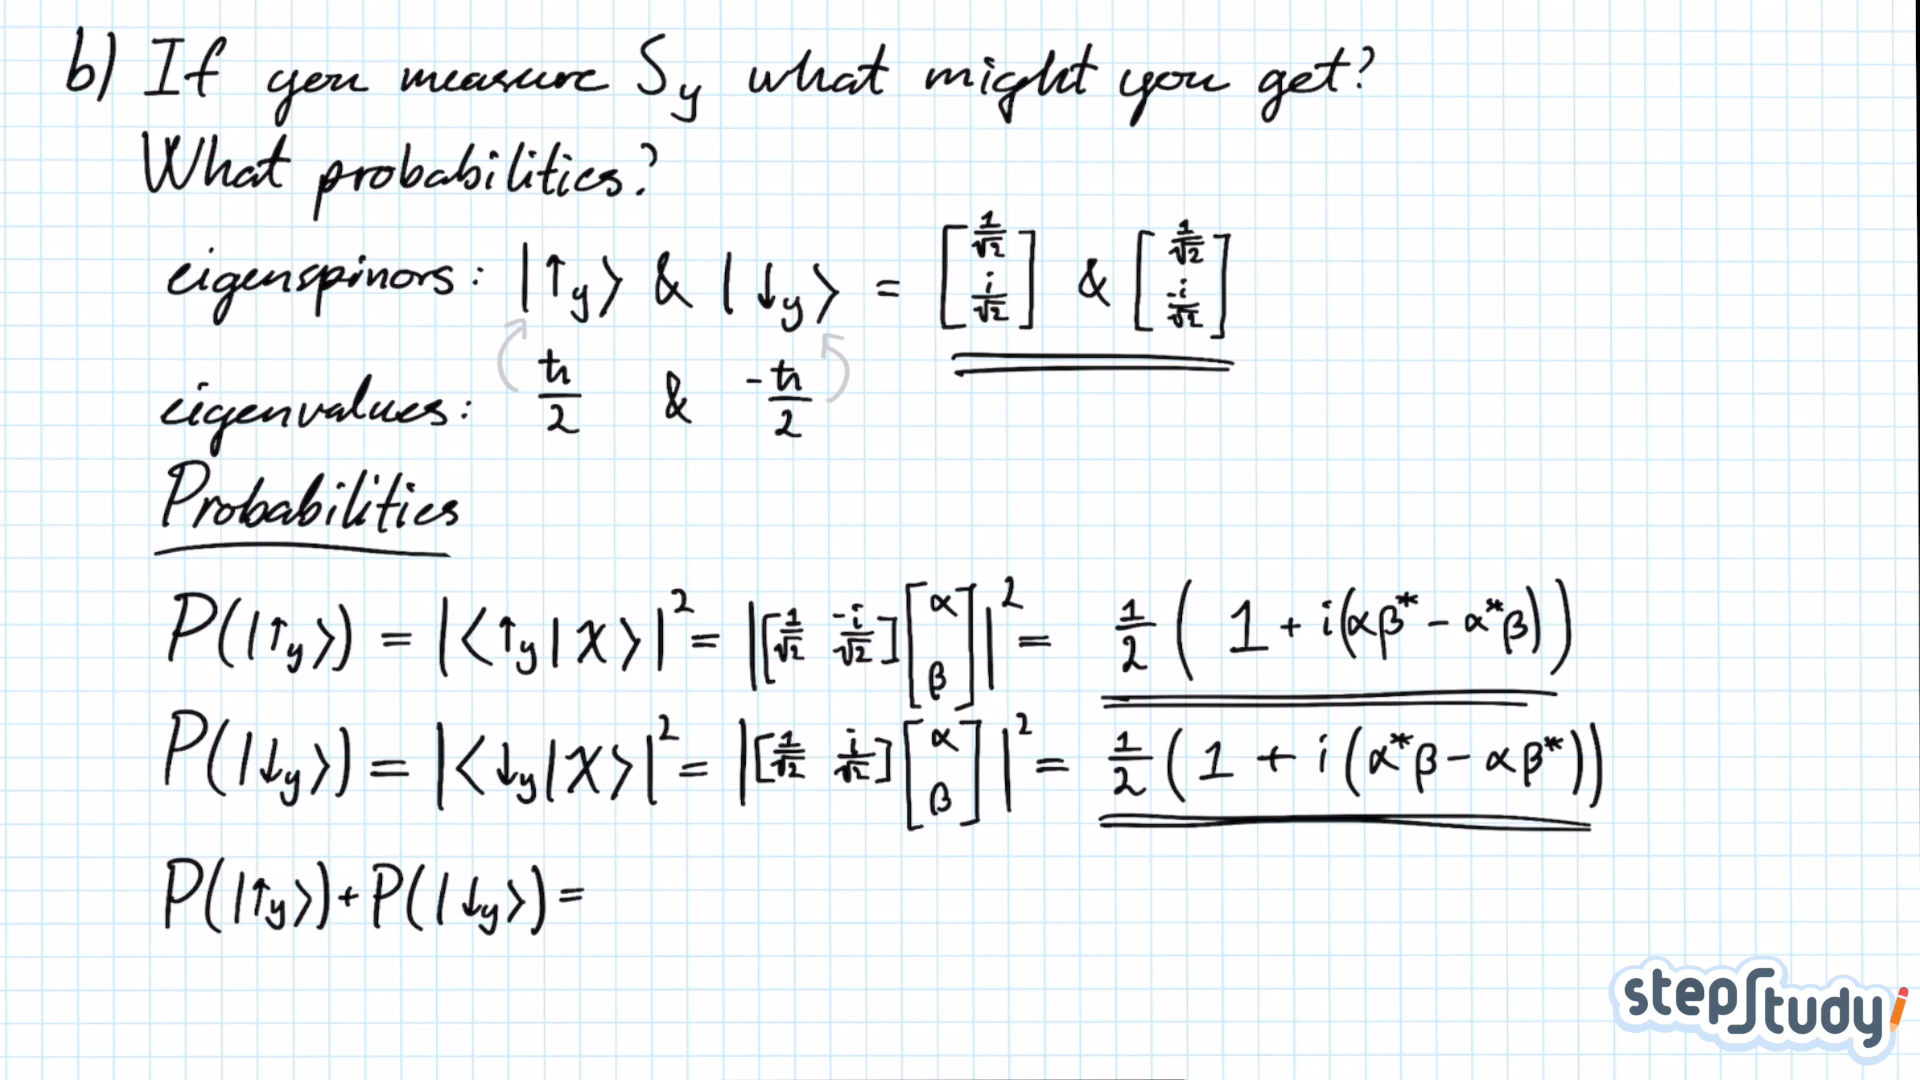 b) If you measure S_y what might you get?
What probabilities?
eigenspinors: |↑_y⟩ & |↓_y⟩ = [1/√2 i/√2] & [1/√2 -i/√2]
eigenvalues: ħ/2 & -ħ/2
Probabilities
P(|↑_y⟩) = |⟨↑_y|χ⟩|² = |[1/√2 -i/√2][α β]|² = 1/2 (1 + i(αβ* - α*β))
P(|↓_y⟩) = |⟨↓_y|χ⟩|² = |[1/√2 i/√2][α β]|² = 1/2 (1 + i(α*β - αβ*))
P(|↑_y⟩) + P(|↓_y⟩) =
stepStudy